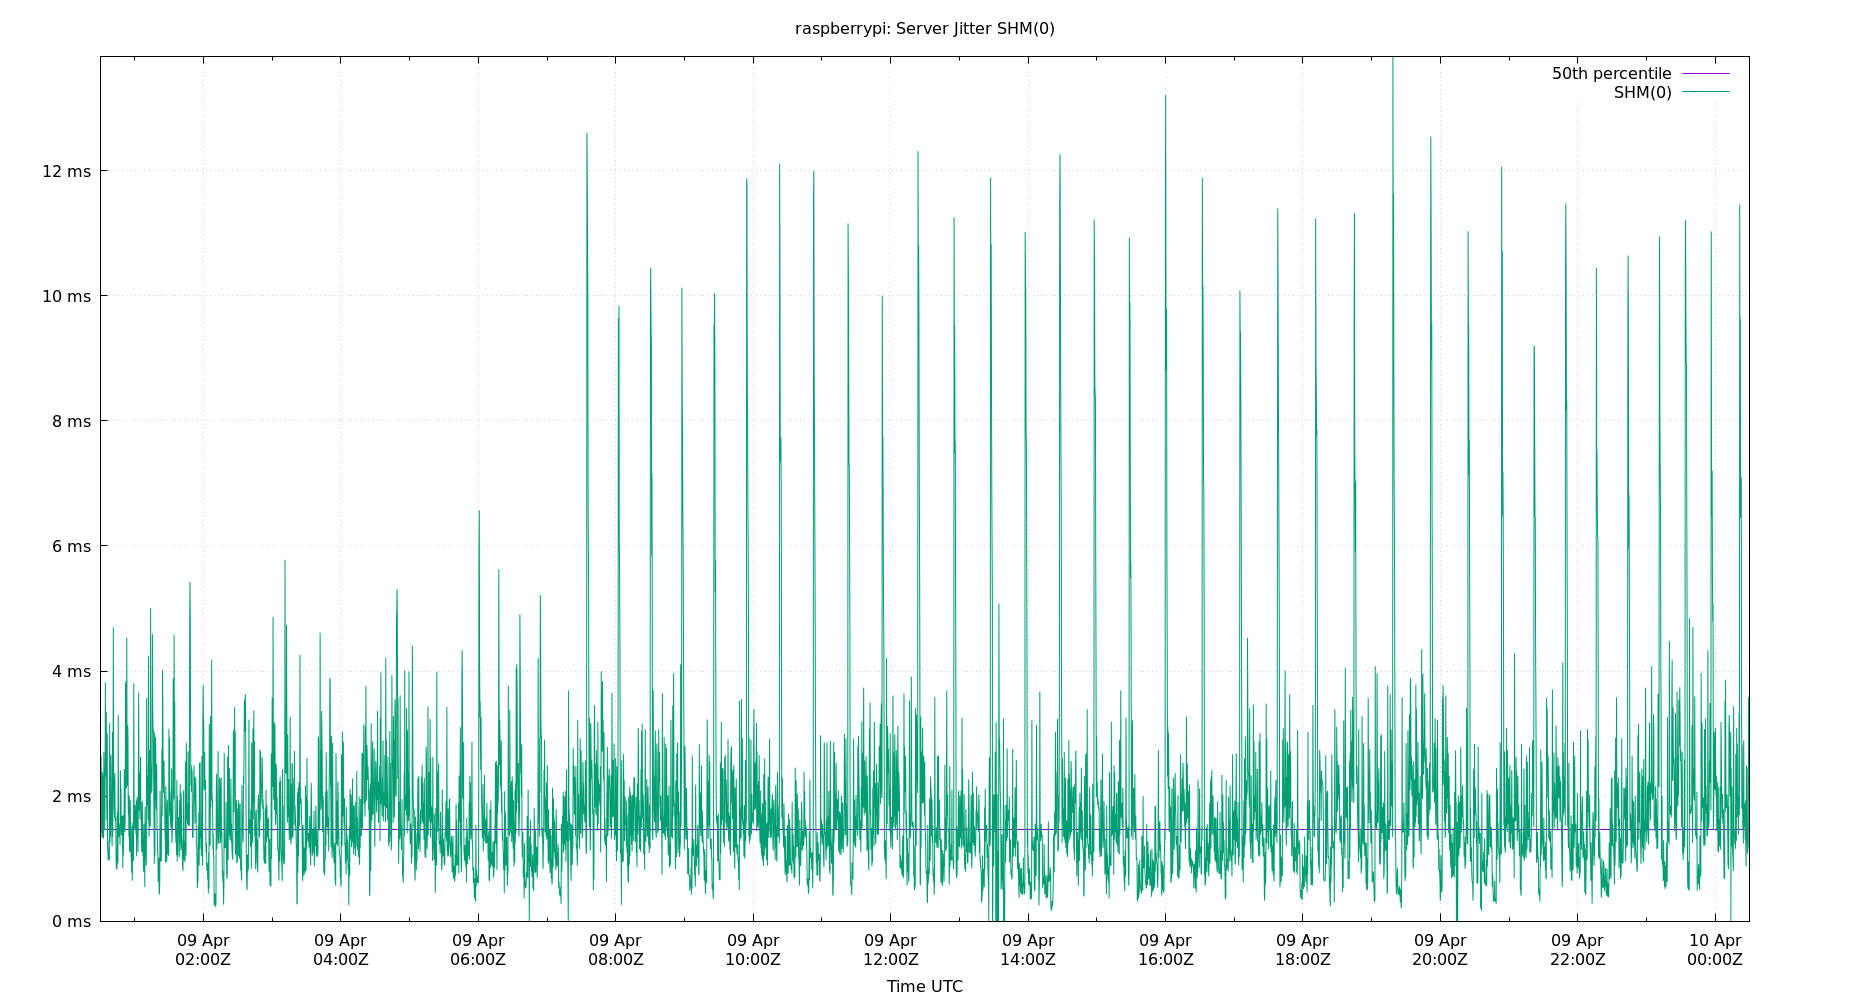 raspberrypi: Server Jitter SHM(0)
50th percentile
SHM(0)
12 ms
10 ms
8 ms
6 ms
4 ms
2 ms
0 ms
09 Apr 09 Apr 09 Apr 09 Apr 09 Apr 09 Apr 09 Apr 09 Apr 09 Apr 09 Apr 09 Apr 10 Apr
02:00Z 04:00Z 06:00Z 08:00Z 10:00Z 12:00Z 14:00Z 16:00Z 18:00Z 20:00Z 22:00Z 00:00Z
Time UTC